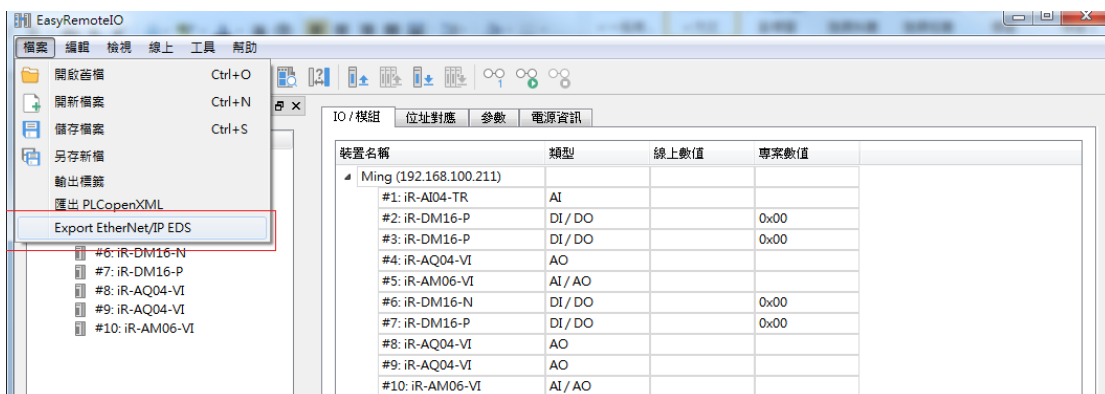 EasyRemoteIO
檔案 編輯 檢視 線上 工具 幫助
開啟舊檔 Ctrl+O
開新檔案 Ctrl+N
儲存檔案 Ctrl+S
另存新檔
輸出標籤
匯出 PLCopenXML
Export EtherNet/IP EDS
#6: iR-DM16-N
#7: iR-DM16-P
#8: iR-AQ04-VI
#9: iR-AQ04-VI
#10: iR-AM06-VI
IO / 模組 位址對應 參數 電源資訊
裝置名稱 類型 線上數值 專案數值
Ming (192.168.100.211)
#1: iR-AI04-TR AI
#2: iR-DM16-P DI / DO 0x00
#3: iR-DM16-P DI / DO 0x00
#4: iR-AQ04-VI AO
#5: iR-AM06-VI AI / AO
#6: iR-DM16-N DI / DO 0x00
#7: iR-DM16-P DI / DO 0x00
#8: iR-AQ04-VI AO
#9: iR-AQ04-VI AO
#10: iR-AM06-VI AI / AO